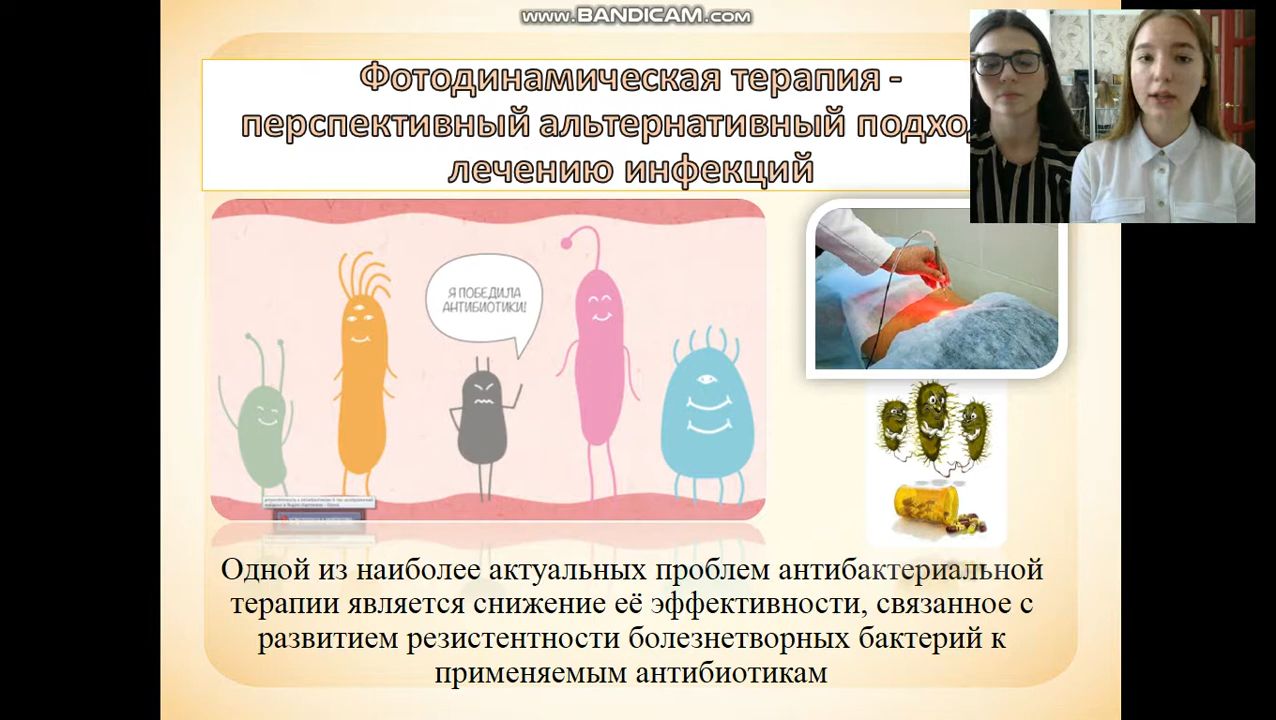 www.BANDICAM.com
Фотодинамическая терапия -
перспективный альтернативный подхо
лечению инфекций
Я ПОБЕДИЛА
АНТИБИОТИКИ!
Одной из наиболее актуальных проблем антибактериальной
терапии является снижение её эффективности, связанное с
развитием резистентности болезнетворных бактерий к
применяемым антибиотикам